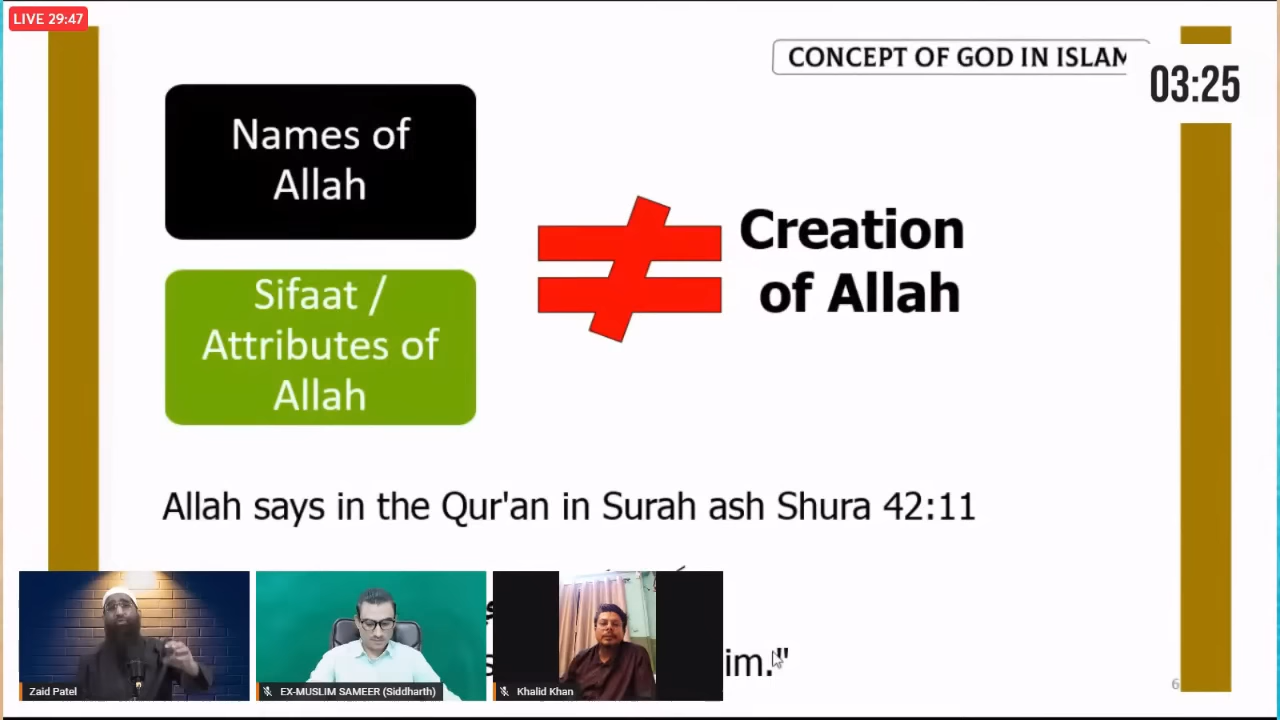 LIVE 29:47
CONCEPT OF GOD IN ISLAM
03:25
Names of
Allah
Sifaat /
Attributes of
Allah
≠
Creation
of Allah
Allah says in the Qur'an in Surah ash Shura 42:11
im."
Zaid Patel
EX-MUSLIM SAMEER (Siddharth)
Khalid Khan
6